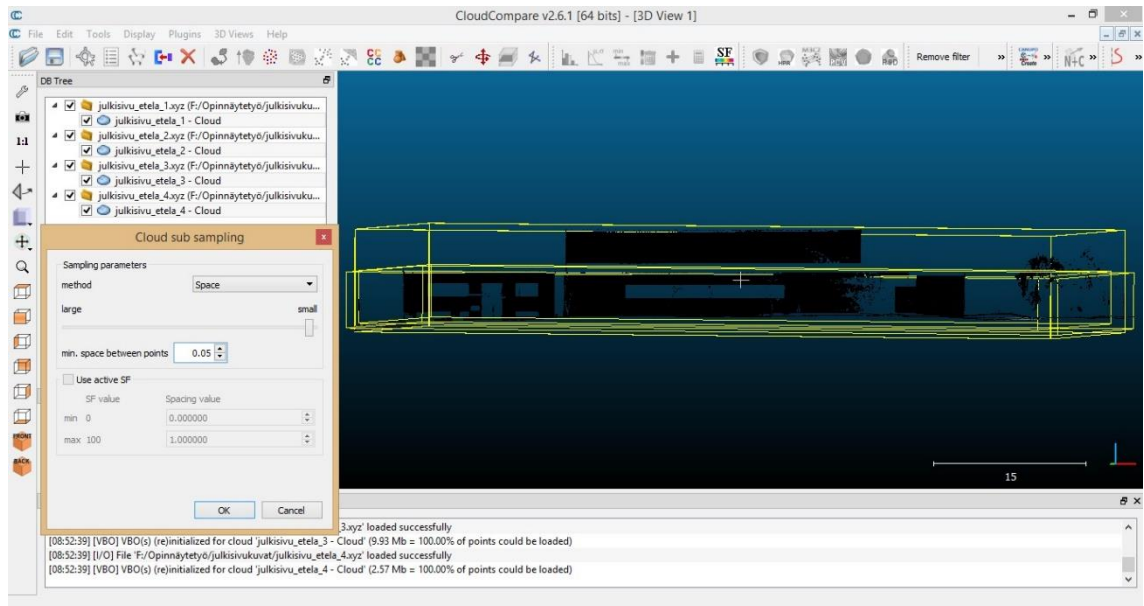 CloudCompare v2.6.1 [64 bits] - [3D View 1]
File Edit Tools Display Plugins 3D Views Help
SF
Remove filter
N+C
DB Tree
julkisivu_etela_1.xyz (F:/Opinnäytetyö/julkisivuku...
julkisivu_etela_1 - Cloud
julkisivu_etela_2.xyz (F:/Opinnäytetyö/julkisivuku...
julkisivu_etela_2 - Cloud
julkisivu_etela_3.xyz (F:/Opinnäytetyö/julkisivuku...
julkisivu_etela_3 - Cloud
julkisivu_etela_4.xyz (F:/Opinnäytetyö/julkisivuku...
julkisivu_etela_4 - Cloud
1:1
FRONT
BACK
Cloud sub sampling
Sampling parameters
method Space
large small
min. space between points 0.05
Use active SF
SF value Spacing value
min 0 0.000000
max 100 1.000000
OK Cancel
15
_3.xyz' loaded successfully
[08:52:39] [VBO] VBO(s) (re)initialized for cloud 'julkisivu_etela_3 - Cloud' (9.93 Mb = 100.00% of points could be loaded)
[08:52:39] [I/O] File 'F:/Opinnäytetyö/julkisivukuvat/julkisivu_etela_4.xyz' loaded successfully
[08:52:39] [VBO] VBO(s) (re)initialized for cloud 'julkisivu_etela_4 - Cloud' (2.57 Mb = 100.00% of points could be loaded)